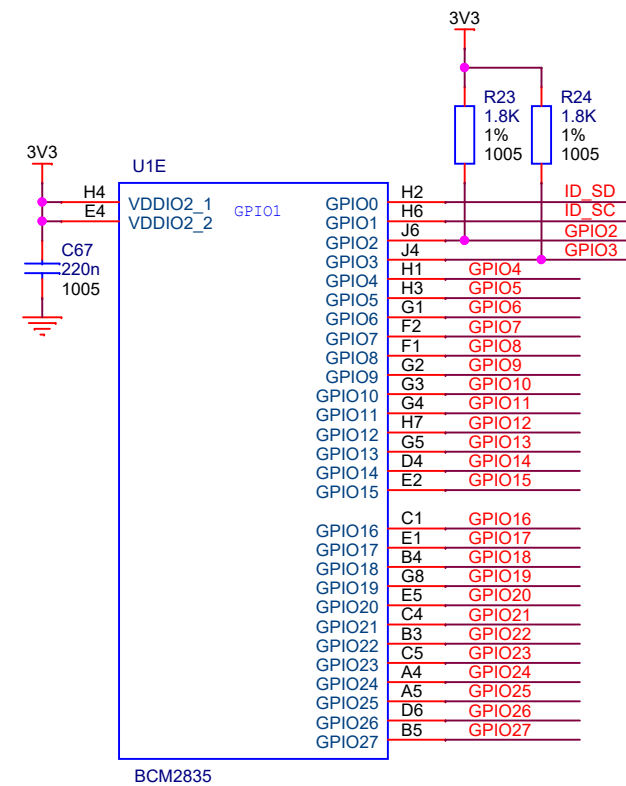 3V3
R23
1.8K
1%
1005
R24
1.8K
1%
1005
3V3
U1E
GPIO1
H4 VDDIO2_1
E4 VDDIO2_2
C67
220n
1005
GPIO0 H2 ID_SD
GPIO1 H6 ID_SC
GPIO2 J6 GPIO2
GPIO3 J4 GPIO3
GPIO4 H1 GPIO4
GPIO5 H3 GPIO5
GPIO6 G1 GPIO6
GPIO7 F2 GPIO7
GPIO8 F1 GPIO8
GPIO9 G2 GPIO9
GPIO10 G3 GPIO10
GPIO11 G4 GPIO11
GPIO12 H7 GPIO12
GPIO13 G5 GPIO13
GPIO14 D4 GPIO14
GPIO15 E2 GPIO15
GPIO16 C1 GPIO16
GPIO17 E1 GPIO17
GPIO18 B4 GPIO18
GPIO19 G8 GPIO19
GPIO20 E5 GPIO20
GPIO21 C4 GPIO21
GPIO22 B3 GPIO22
GPIO23 C5 GPIO23
GPIO24 A4 GPIO24
GPIO25 A5 GPIO25
GPIO26 D6 GPIO26
GPIO27 B5 GPIO27
BCM2835